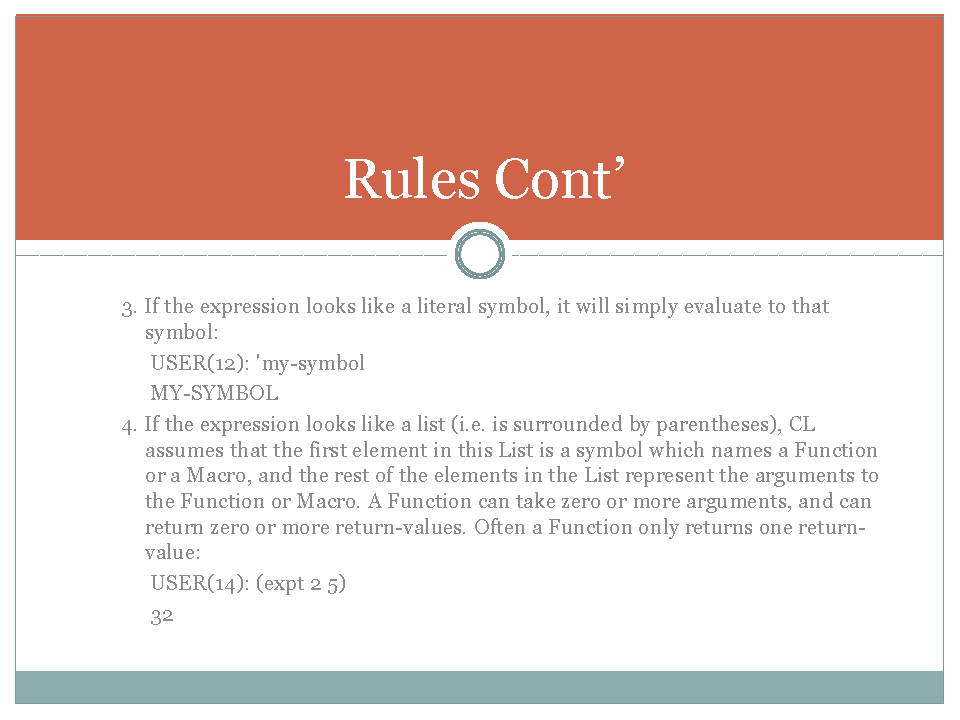 Rules Cont’
3. If the expression looks like a literal symbol, it will simply evaluate to that
symbol:
USER(12): 'my-symbol
MY-SYMBOL
4. If the expression looks like a list (i.e. is surrounded by parentheses), CL
assumes that the first element in this List is a symbol which names a Function
or a Macro, and the rest of the elements in the List represent the arguments to
the Function or Macro. A Function can take zero or more arguments, and can
return zero or more return-values. Often a Function only returns one return-
value:
USER(14): (expt 2 5)
32